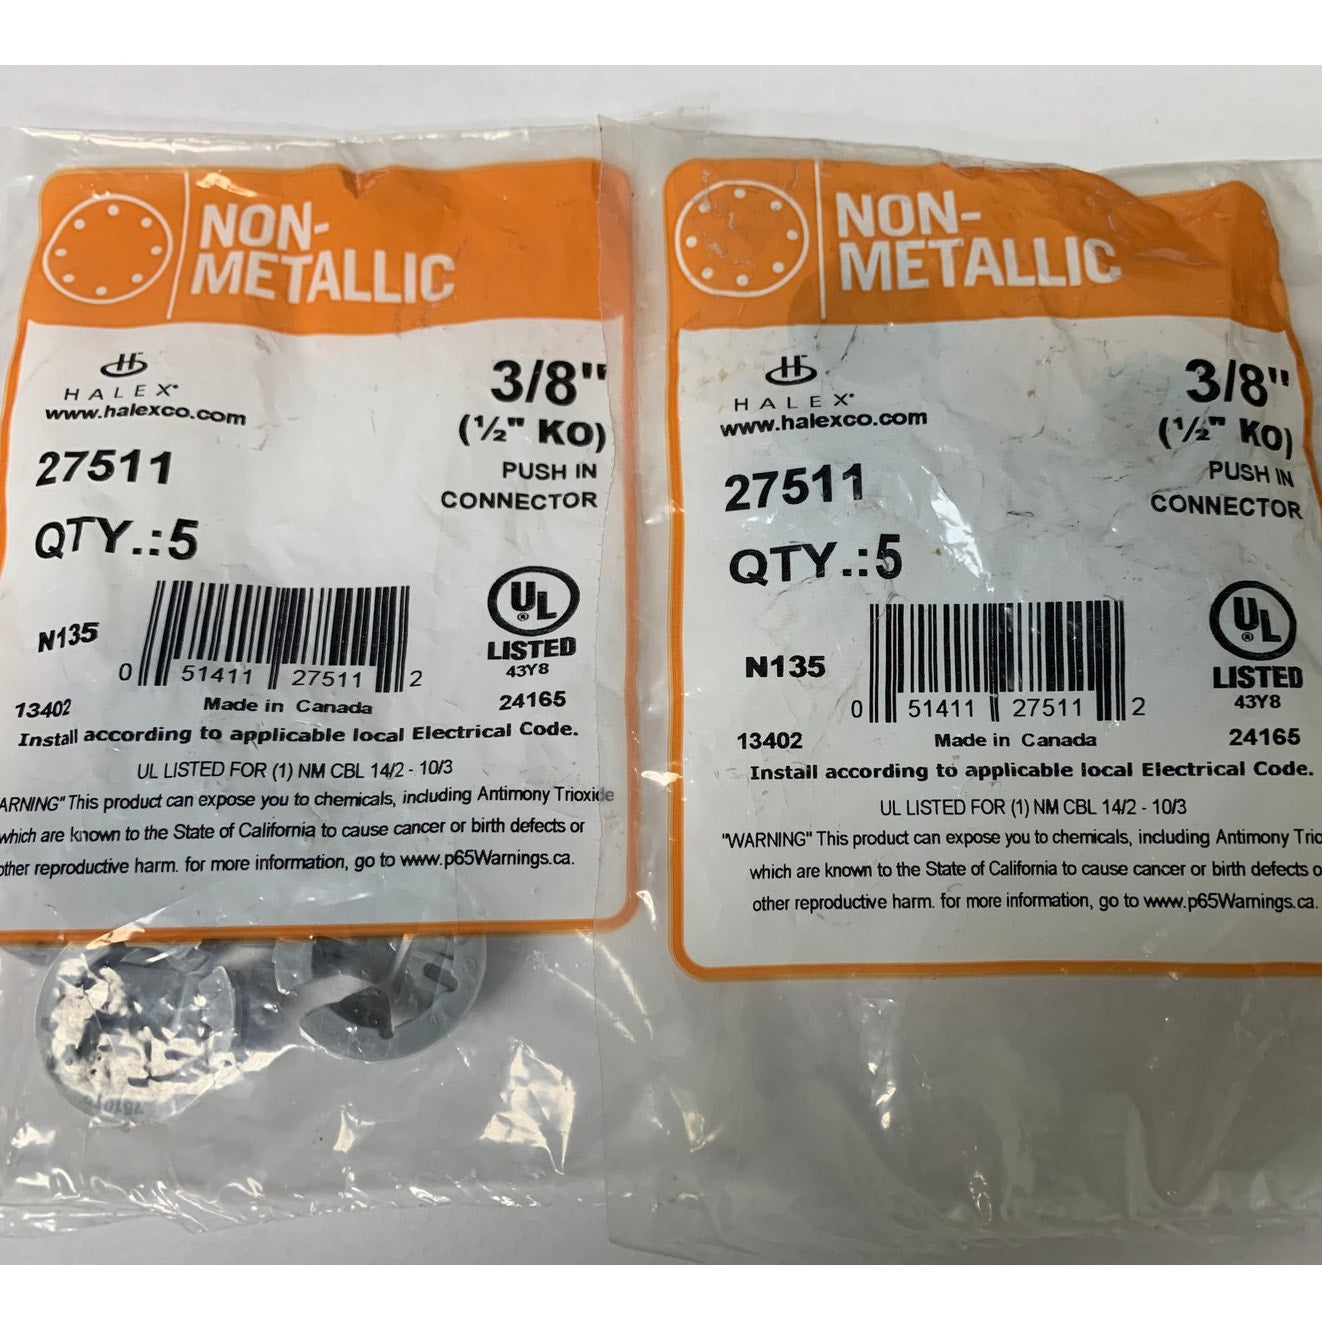 NON-
METALLIC
HALEX
www.halexco.com
27511
QTY.:5
3/8"
(½" KO)
PUSH IN
CONNECTOR
N135
0 51411 27511 2
UL®
LISTED
43Y8
13402
Made in Canada
24165
Install according to applicable local Electrical Code.
UL LISTED FOR (1) NM CBL 14/2 - 10/3
ARNING" This product can expose you to chemicals, including Antimony Trioxide
which are known to the State of California to cause cancer or birth defects or
other reproductive harm. for more information, go to www.p65Warnings.ca.
NON-
METALLIC
HALEX
www.halexco.com
27511
QTY.:5
3/8"
(½" KO)
PUSH IN
CONNECTOR
N135
0 51411 27511 2
UL®
LISTED
43Y8
13402
Made in Canada
24165
Install according to applicable local Electrical Code.
UL LISTED FOR (1) NM CBL 14/2 - 10/3
"WARNING" This product can expose you to chemicals, including Antimony Trio
which are known to the State of California to cause cancer or birth defects o
other reproductive harm. for more information, go to www.p65Warnings.ca.